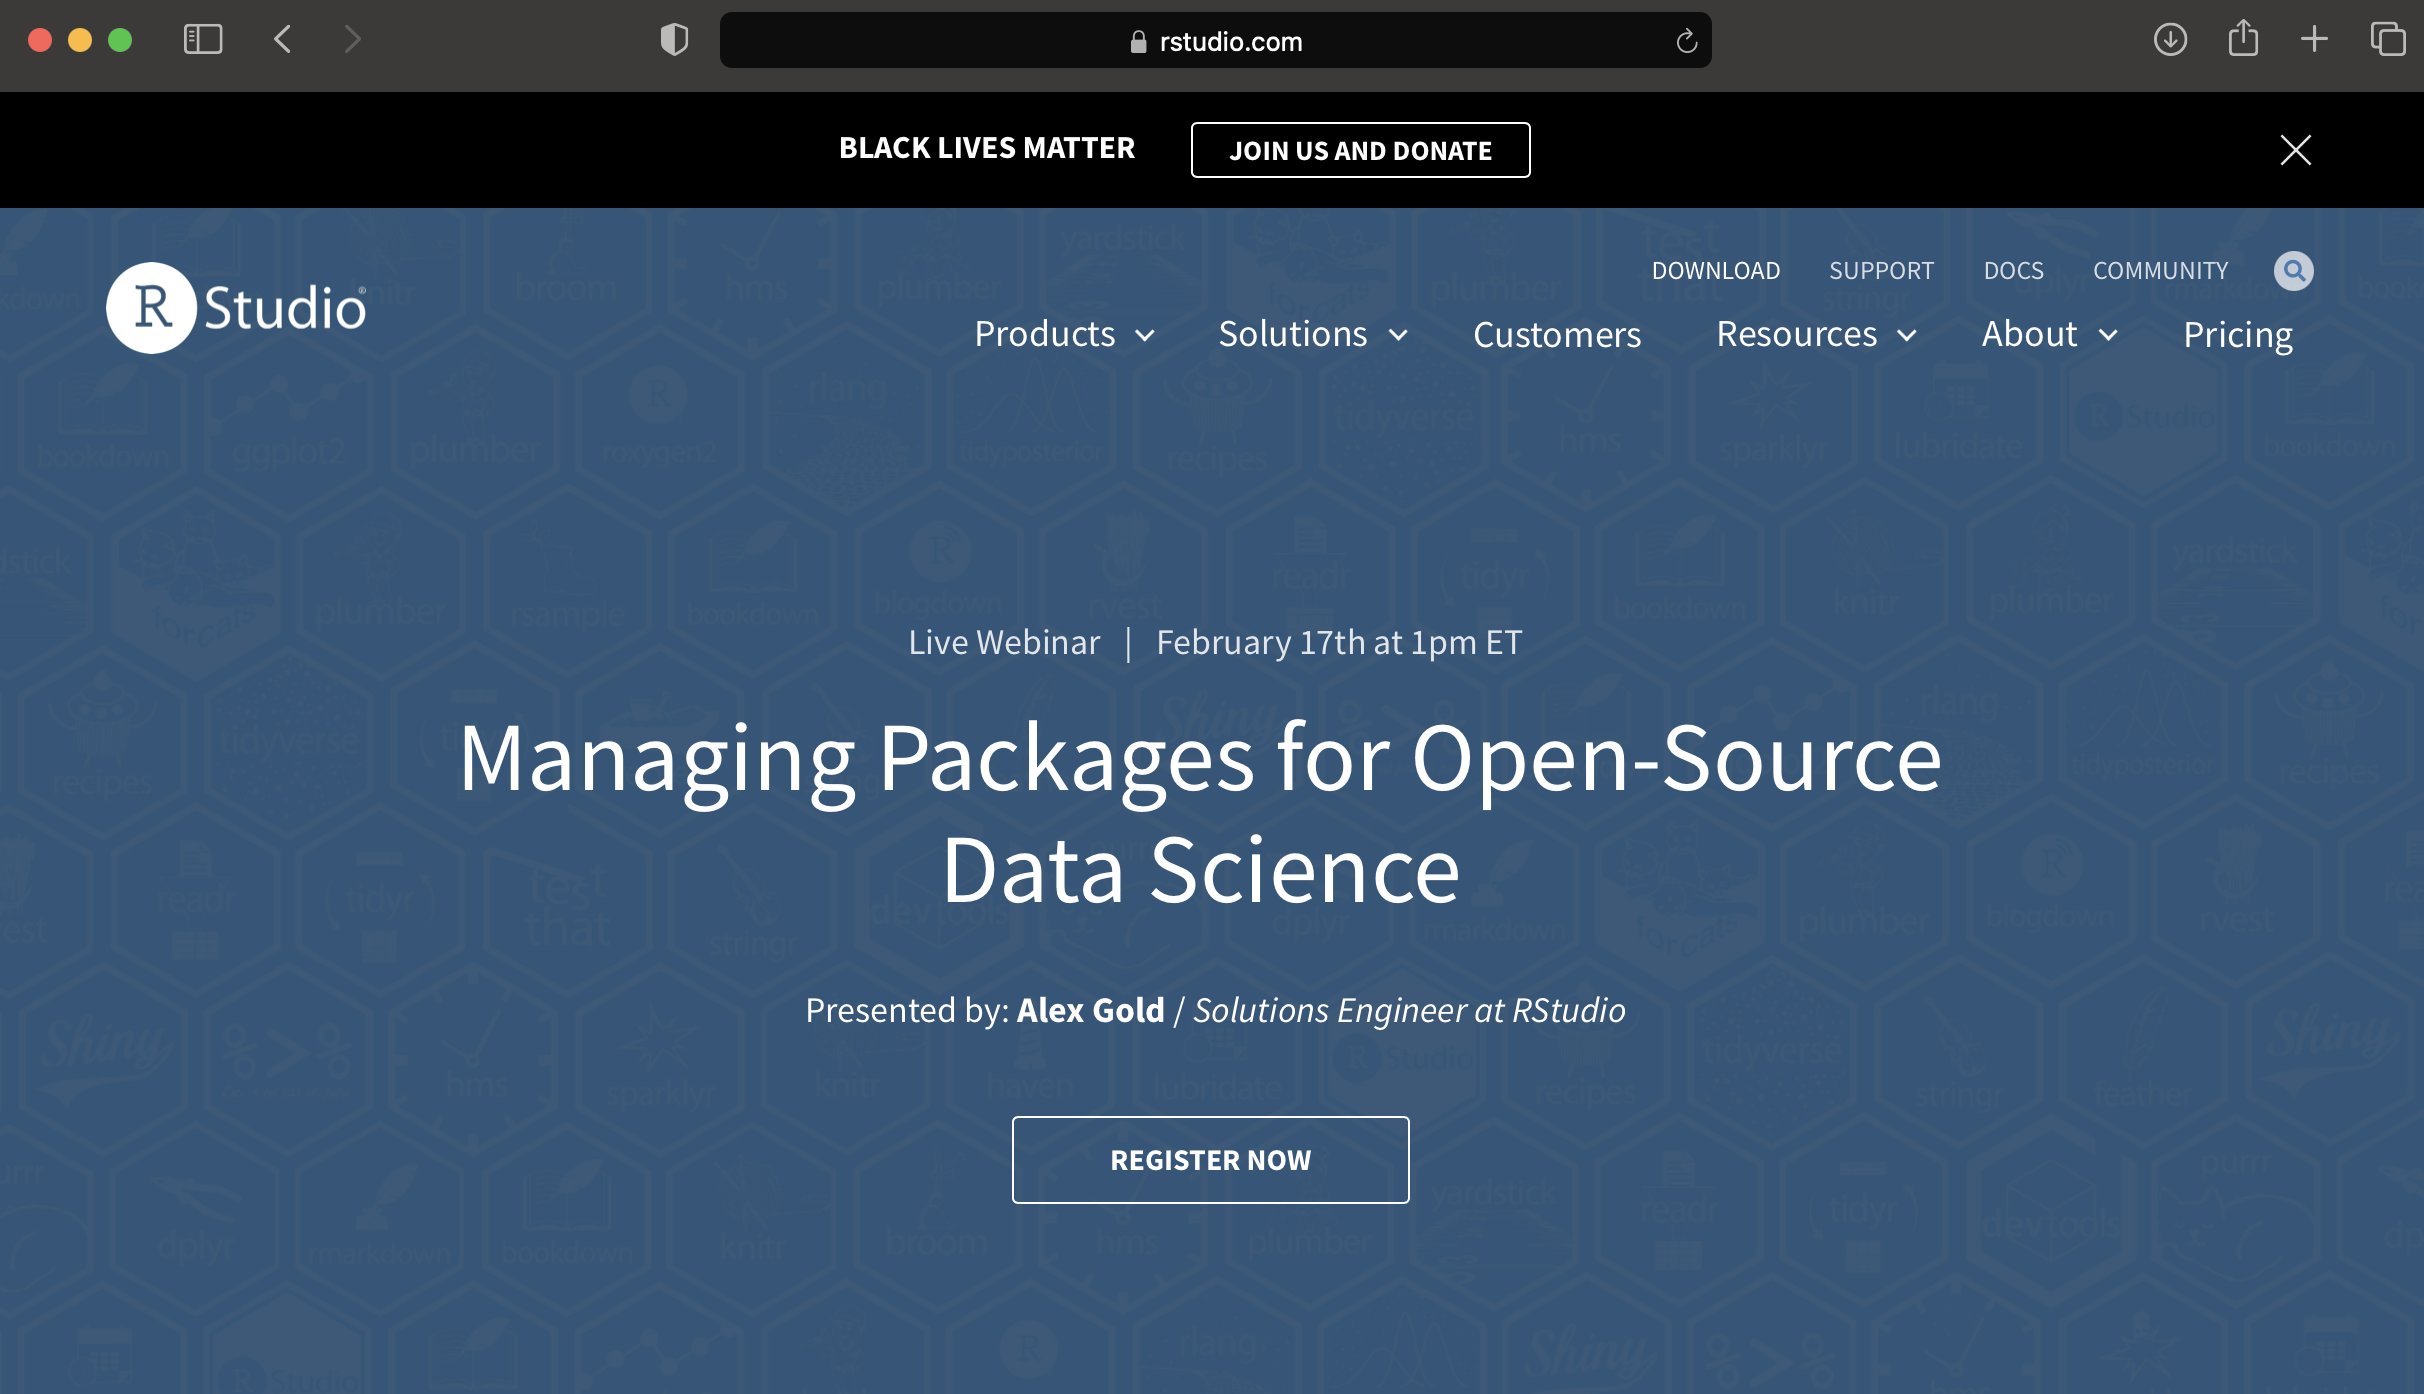 rstudio.com
BLACK LIVES MATTER
JOIN US AND DONATE
R Studio®
DOWNLOAD SUPPORT DOCS COMMUNITY
Products Solutions Customers Resources About Pricing
Live Webinar | February 17th at 1pm ET
Managing Packages for Open-Source
Data Science
Presented by: Alex Gold / Solutions Engineer at RStudio
REGISTER NOW